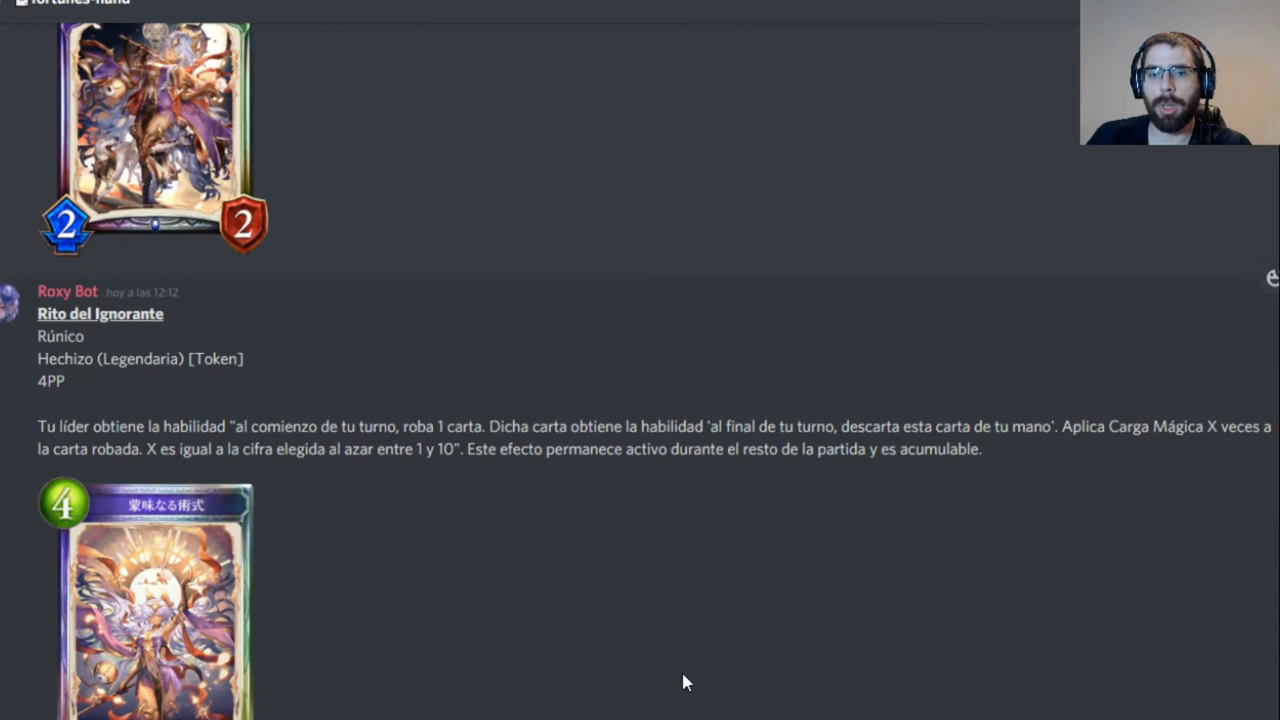 fortunes-hand
2
2
Roxy Bot hoy a las 12:12
Rito del Ignorante
Rúnico
Hechizo (Legendaria) [Token]
4PP
Tu líder obtiene la habilidad "al comienzo de tu turno, roba 1 carta. Dicha carta obtiene la habilidad 'al final de tu turno, descarta esta carta de tu mano'. Aplica Carga Mágica X veces a
la carta robada. X es igual a la cifra elegida al azar entre 1 y 10". Este efecto permanece activo durante el resto de la partida y es acumulable.
4 蒙昧なる術式